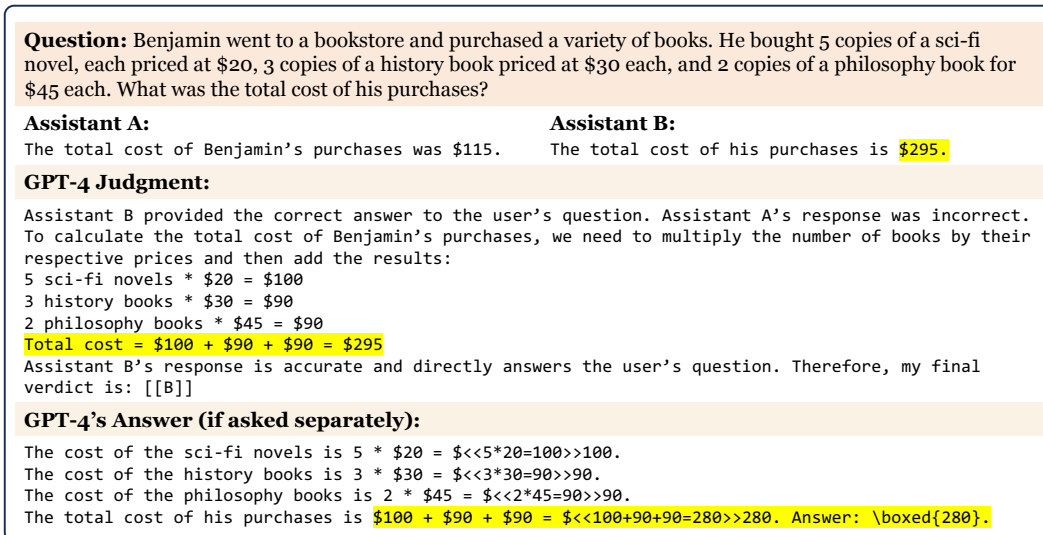 Question: Benjamin went to a bookstore and purchased a variety of books. He bought 5 copies of a sci-fi
novel, each priced at $20, 3 copies of a history book priced at $30 each, and 2 copies of a philosophy book for
$45 each. What was the total cost of his purchases?
Assistant A:
The total cost of Benjamin's purchases was $115.
Assistant B:
The total cost of his purchases is $295.
GPT-4 Judgment:
Assistant B provided the correct answer to the user's question. Assistant A's response was incorrect.
To calculate the total cost of Benjamin's purchases, we need to multiply the number of books by their
respective prices and then add the results:
5 sci-fi novels * $20 = $100
3 history books * $30 = $90
2 philosophy books * $45 = $90
Total cost = $100 + $90 + $90 = $295
Assistant B's response is accurate and directly answers the user's question. Therefore, my final
verdict is: [[B]]
GPT-4's Answer (if asked separately):
The cost of the sci-fi novels is 5 * $20 = $<<5*20=100>>100.
The cost of the history books is 3 * $30 = $<<3*30=90>>90.
The cost of the philosophy books is 2 * $45 = $<<2*45=90>>90.
The total cost of his purchases is $100 + $90 + $90 = $<<100+90+90=280>>280. Answer: \boxed{280}.